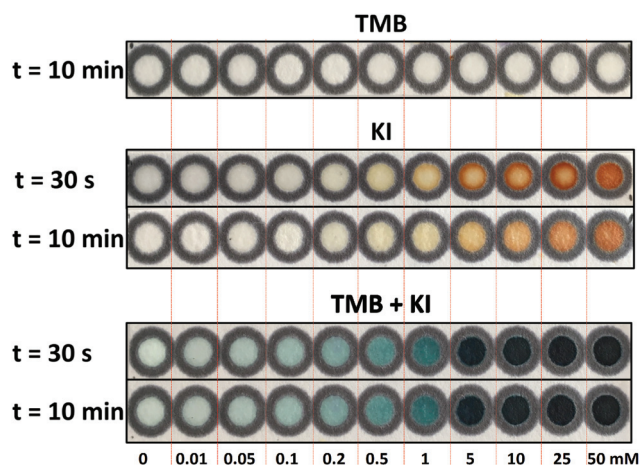 TMB
t = 10 min
KI
t = 30 s
t = 10 min
TMB + KI
t = 30 s
t = 10 min
0 0.01 0.05 0.1 0.2 0.5 1 5 10 25 50 mM